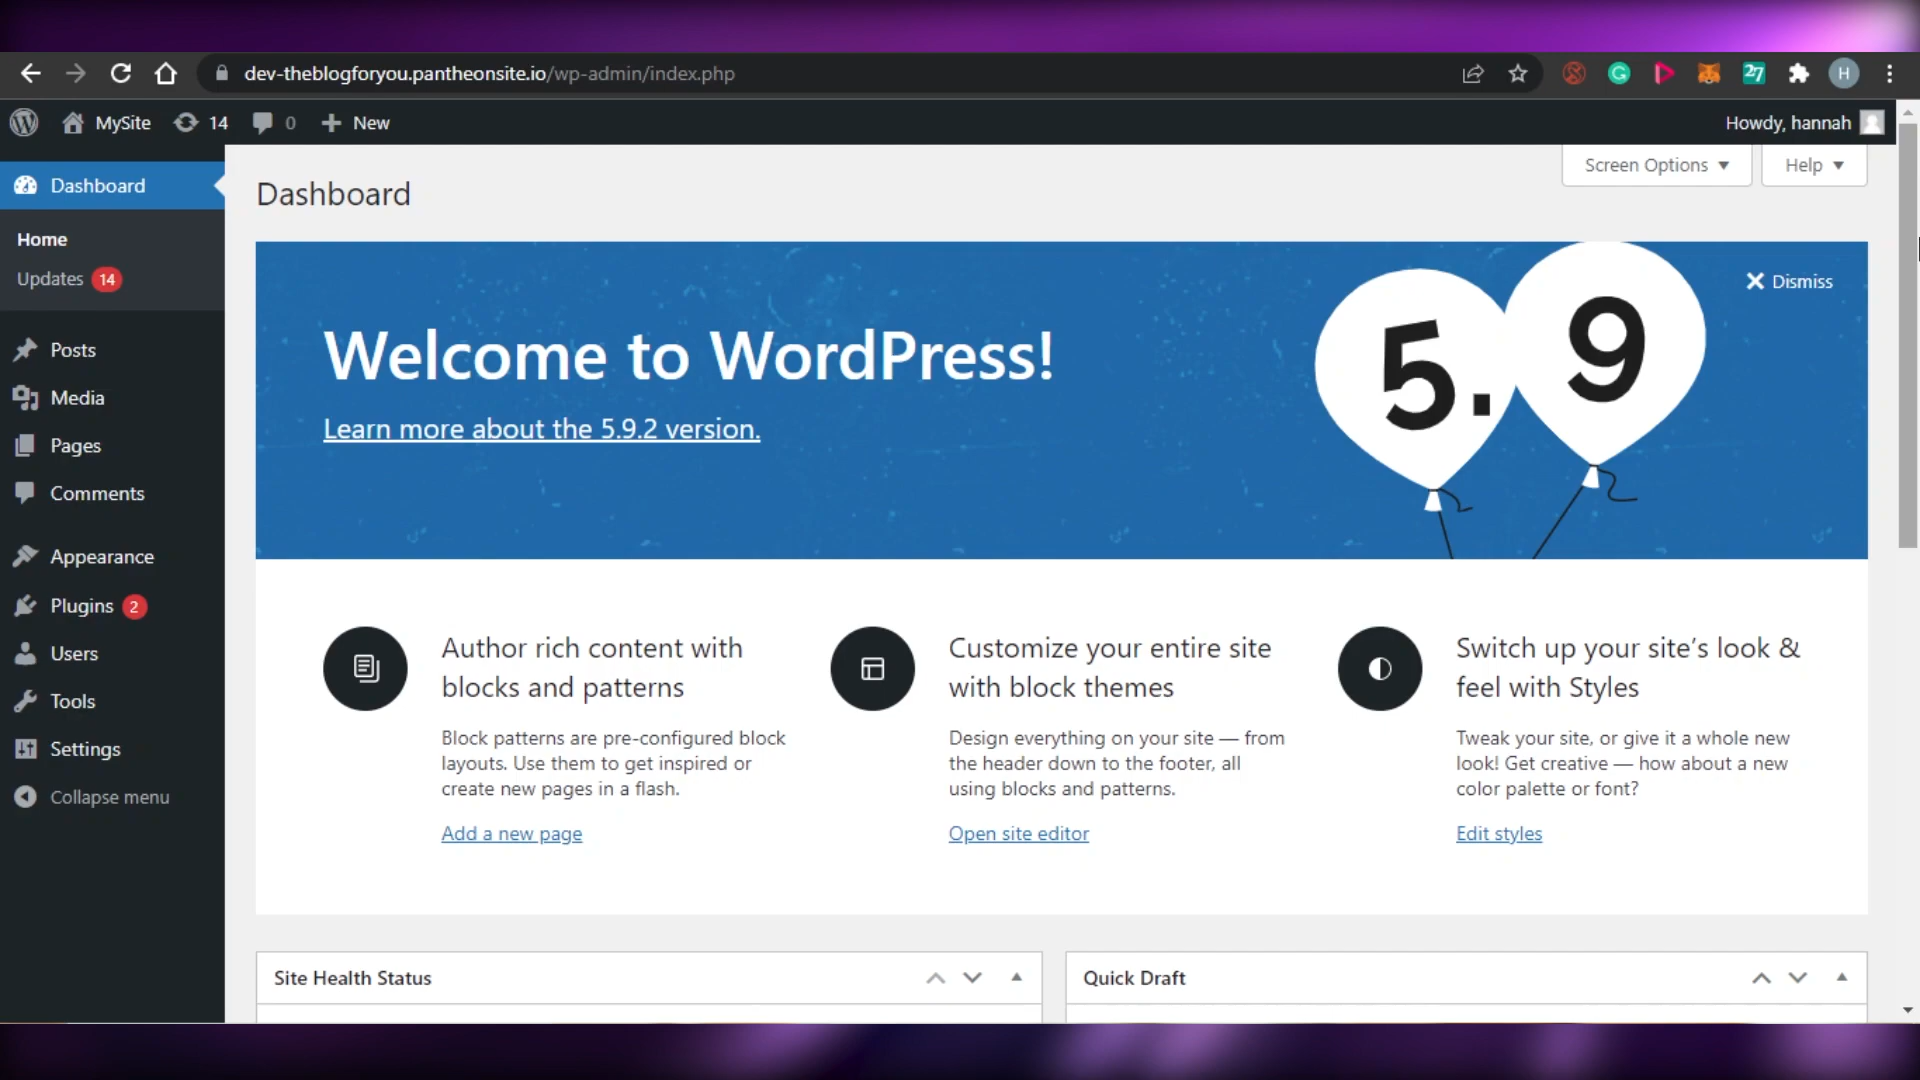 dev-theblogforyou.pantheonsite.io/wp-admin/index.php
27
H
MySite
14
0
New
Howdy, hannah
Screen Options
Help
Dashboard
Home
Updates 14
Posts
Media
Pages
Comments
Appearance
Plugins 2
Users
Tools
Settings
Collapse menu
Dashboard
Dismiss
Welcome to WordPress!
Learn more about the 5.9.2 version.
5.9
Author rich content with
blocks and patterns
Block patterns are pre-configured block
layouts. Use them to get inspired or
create new pages in a flash.
Add a new page
Customize your entire site
with block themes
Design everything on your site — from
the header down to the footer, all
using blocks and patterns.
Open site editor
Switch up your site’s look &
feel with Styles
Tweak your site, or give it a whole new
look! Get creative — how about a new
color palette or font?
Edit styles
Site Health Status
Quick Draft